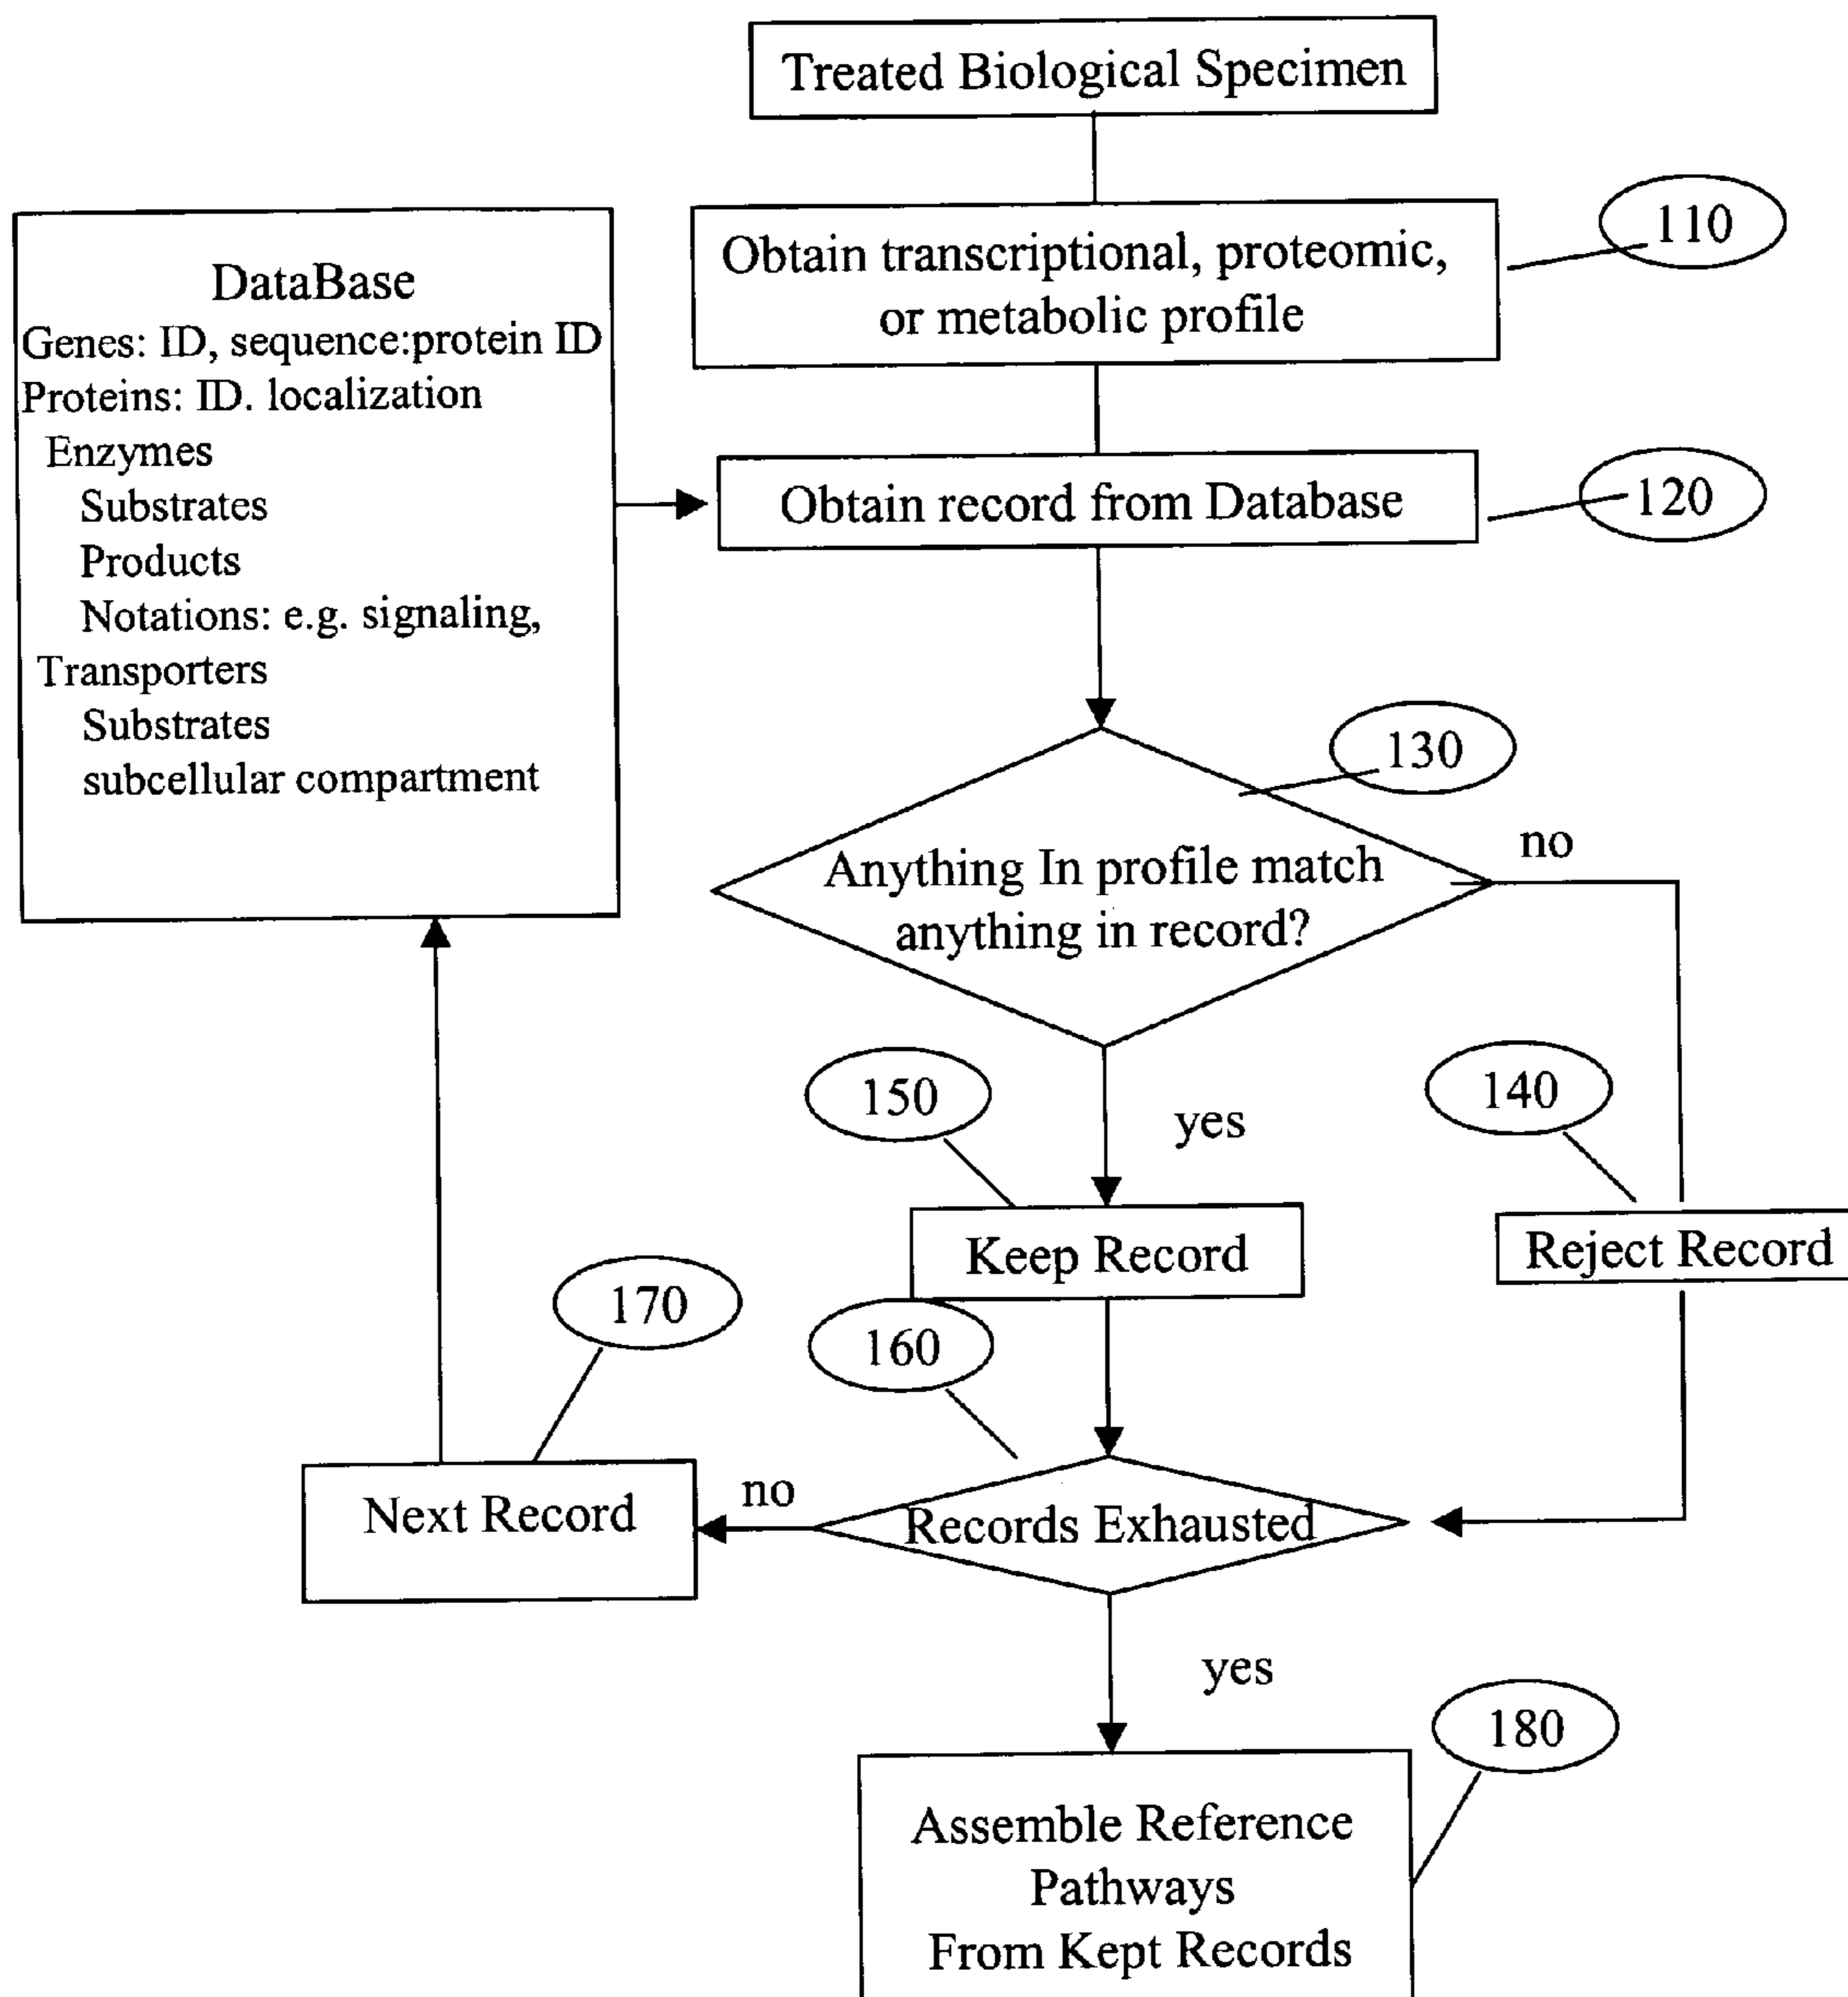 Treated Biological Specimen
Obtain transcriptional, proteomic,
or metabolic profile
110
DataBase
Genes: ID, sequence:protein ID
Proteins: ID. localization
Enzymes
Substrates
Products
Notations: e.g. signaling,
Transporters
Substrates
subcellular compartment
Obtain record from Database
120
130
Anything In profile match
anything in record?
no
yes
150
140
Keep Record
Reject Record
170
160
Next Record
no
Records Exhausted
yes
180
Assemble Reference
Pathways
From Kept Records